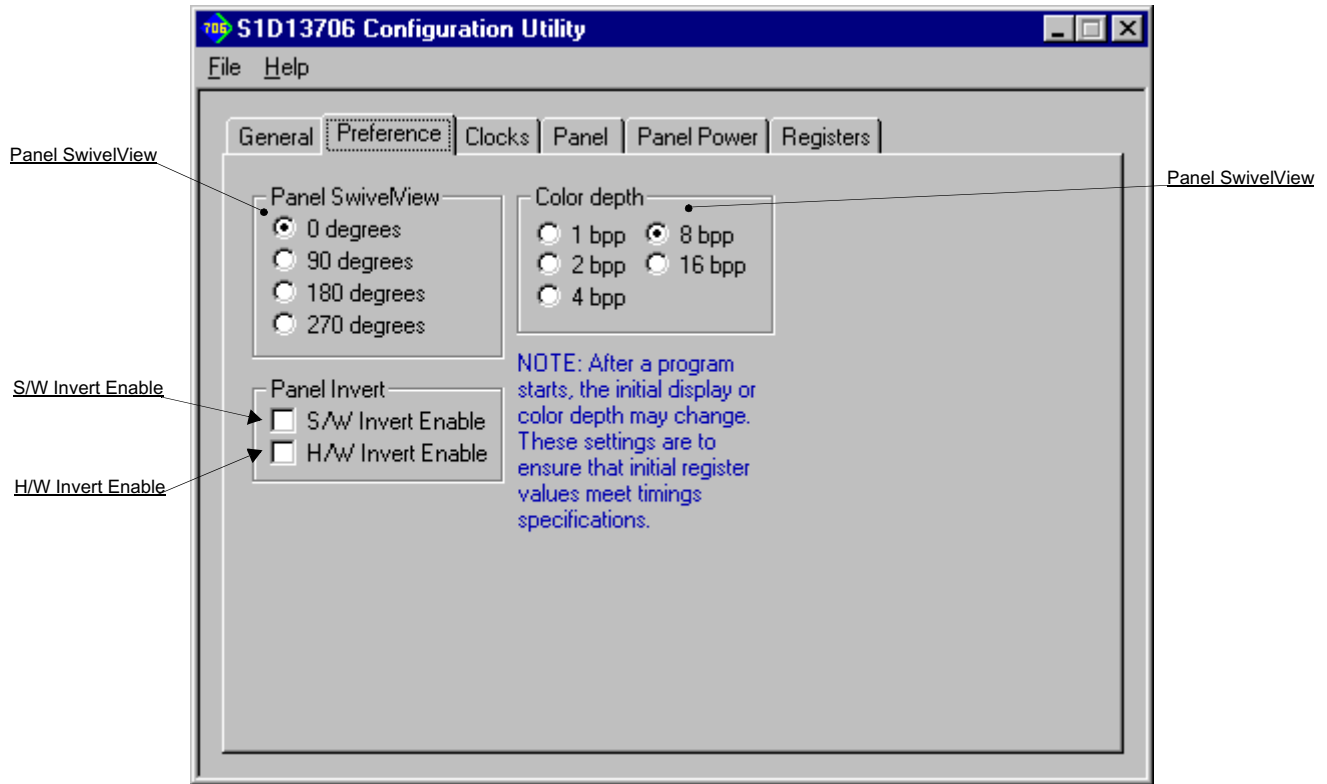 706 S1D13706 Configuration Utility
File Help
General Preference Clocks Panel Panel Power Registers
Panel SwivelView
Panel SwivelView
Panel SwivelView
0 degrees
90 degrees
180 degrees
270 degrees
Color depth
1 bpp 8 bpp
2 bpp 16 bpp
4 bpp
S/W Invert Enable
H/W Invert Enable
Panel Invert
S/W Invert Enable
H/W Invert Enable
NOTE: After a program
starts, the initial display or
color depth may change.
These settings are to
ensure that initial register
values meet timings
specifications.